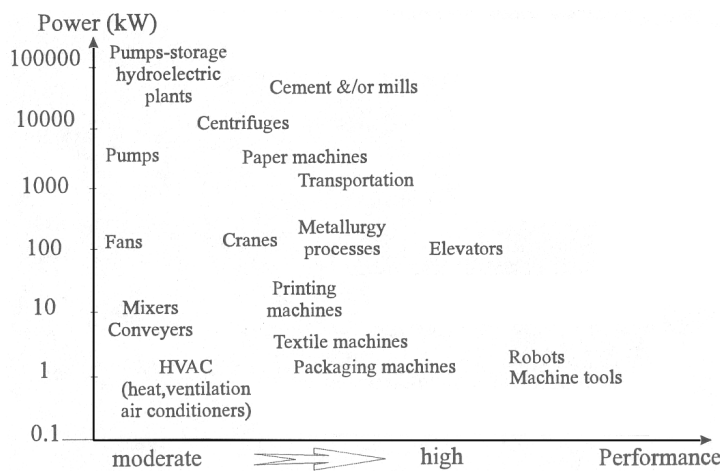 Power (kW)
100000
Pumps-storage
hydroelectric
plants
Cement &/or mills
10000
Centrifuges
Pumps
Paper machines
Transportation
1000
Metallurgy
processes
100
Fans
Cranes
Elevators
Printing
machines
10
Mixers
Conveyers
Textile machines
HVAC
(heat,ventilation
air conditioners)
Packaging machines
Robots
Machine tools
1
0.1
moderate
high
Performance